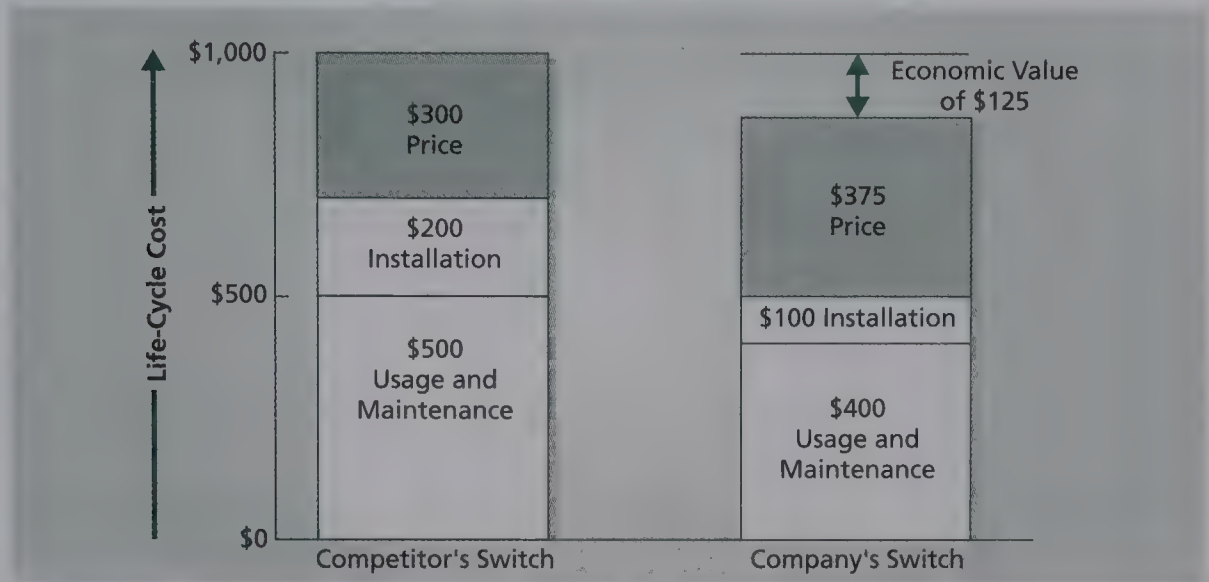 Life-Cycle Cost
$1,000
$500
$0
$300
Price
$200
Installation
$500
Usage and
Maintenance
Competitor's Switch
Economic Value
of $125
$375
Price
$100 Installation
$400
Usage and
Maintenance
Company's Switch